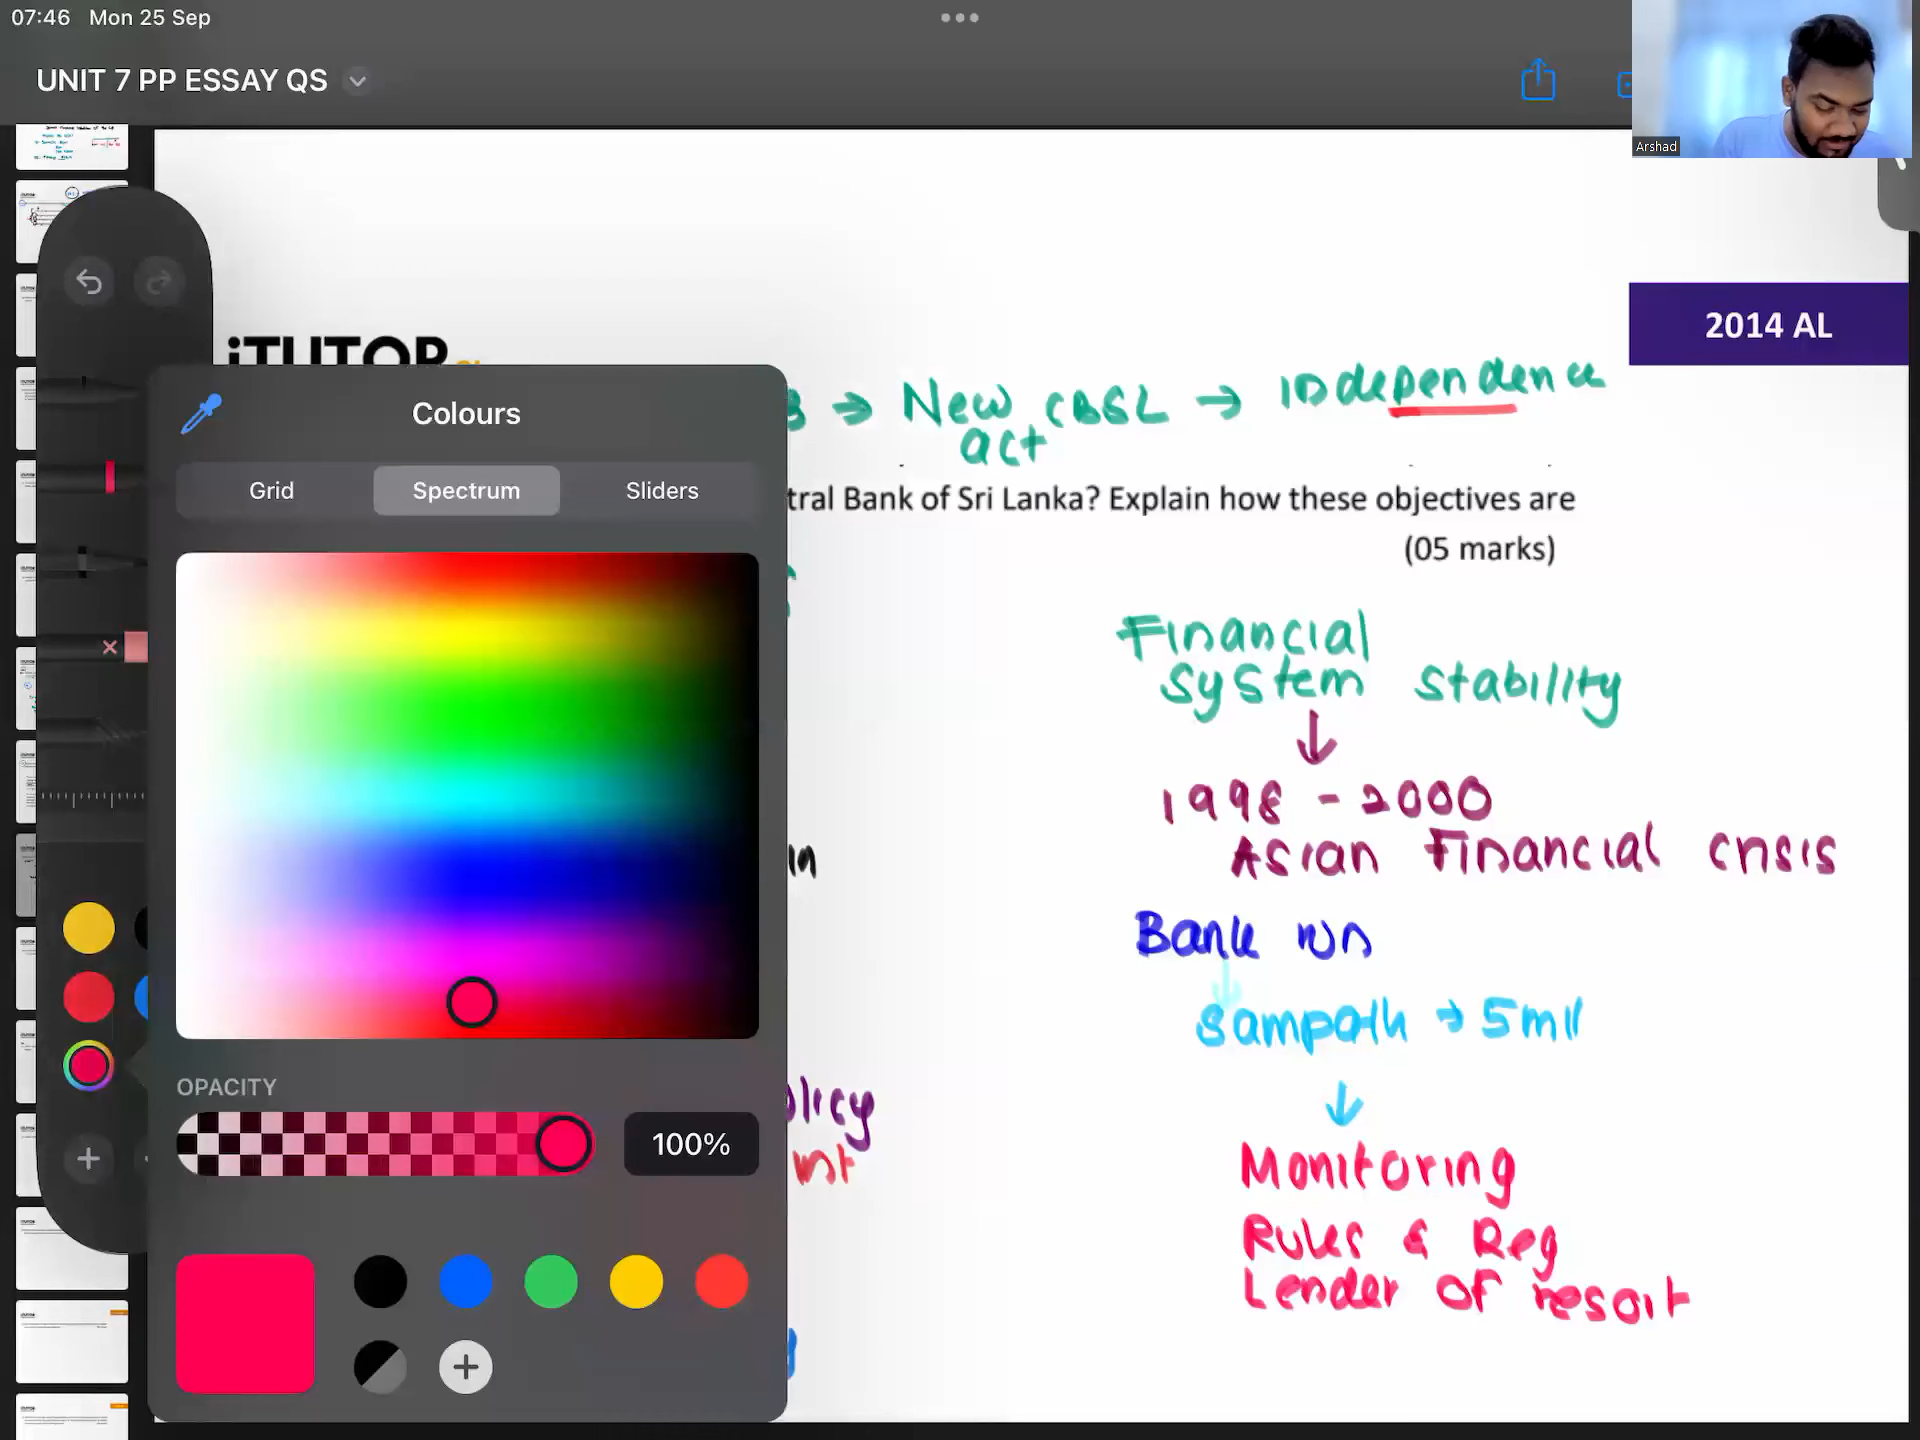 07:46 Mon 25 Sep
UNIT 7 PP ESSAY QS
Arshad
2014 AL
iTUTOR
Colours
Grid Spectrum Sliders
→ New CBSL → Independence
act
tral Bank of Sri Lanka? Explain how these objectives are
(05 marks)
Financial
System stability
↓
1998 - 2000
Asian Financial crisis
Bank run
↓
Sampath → 5mil
↓
OPACITY
100%
olicy
Monitoring
Rules & Reg
Lender of resort